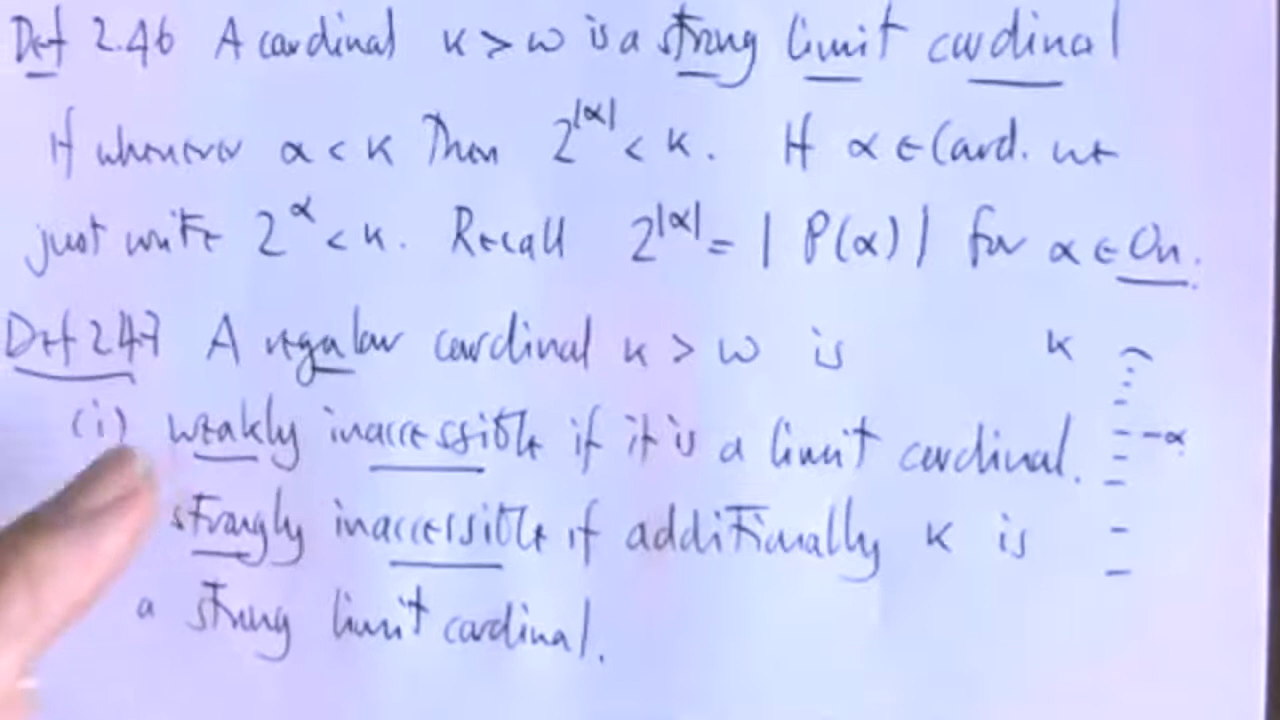 Def 2.46 A cardinal κ > ω is a strong limit cardinal
if whenever α < κ Then 2^|α| < κ. If α ∈ Card. we
just write 2^α < κ. Recall 2^|α| = | P(α) | for α ∈ On.
Def 2.47 A regular cardinal κ > ω is
(i) weakly inaccessible if it is a limit cardinal.
strongly inaccessible if additionally κ is
a strong limit cardinal.
κ
α